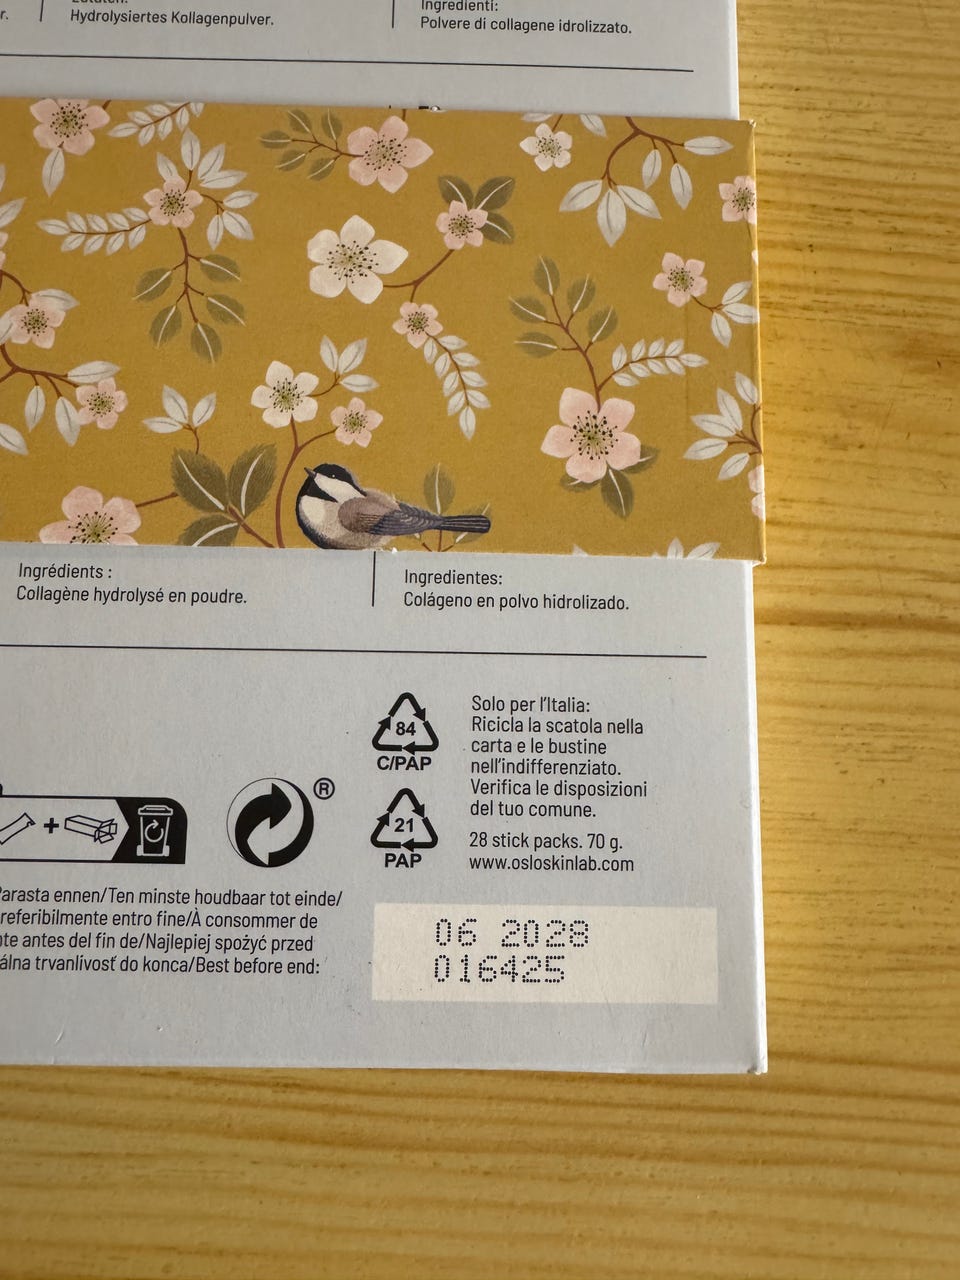 r.
Zutaten:
Hydrolysiertes Kollagenpulver.
Ingredienti:
Polvere di collagene idrolizzato.
Ingrédients :
Collagène hydrolysé en poudre.
Ingredientes:
Colágeno en polvo hidrolizado.
84
C/PAP
21
PAP
®
Solo per l'Italia:
Ricicla la scatola nella
carta e le bustine
nell'indifferenziato.
Verifica le disposizioni
del tuo comune.
28 stick packs. 70 g.
www.osloskinlab.com
Parasta ennen/Ten minste houdbaar tot einde/
referibilmente entro fine/À consommer de
nte antes del fin de/Najlepiej spożyć przed
álna trvanlivosť do konca/Best before end:
06 2028
016425